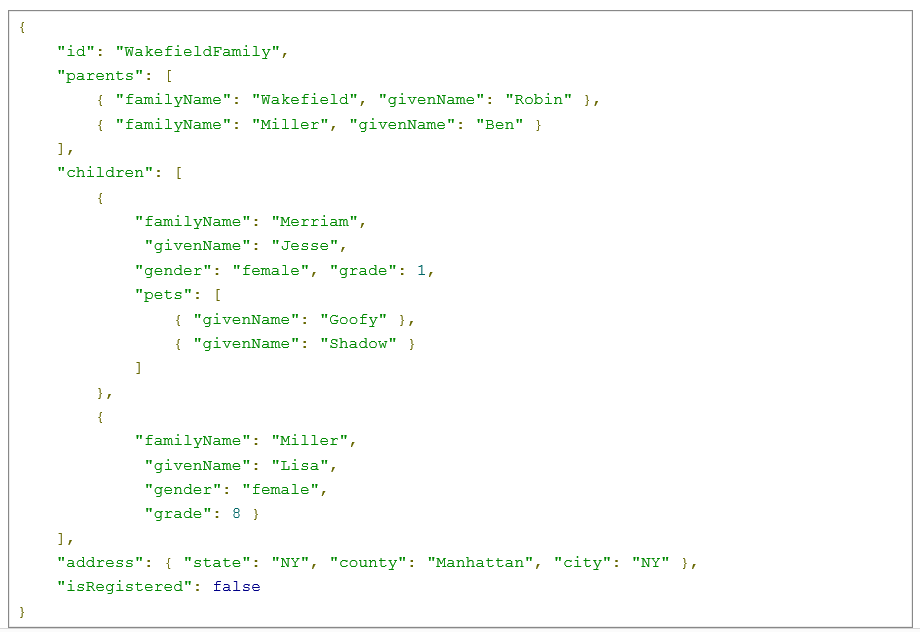 {
    "id": "WakefieldFamily",
    "parents": [
        { "familyName": "Wakefield", "givenName": "Robin" },
        { "familyName": "Miller", "givenName": "Ben" }
    ],
    "children": [
        {
            "familyName": "Merriam",
             "givenName": "Jesse",
            "gender": "female", "grade": 1,
            "pets": [
                { "givenName": "Goofy" },
                { "givenName": "Shadow" }
            ]
        },
        {
            "familyName": "Miller",
             "givenName": "Lisa",
             "gender": "female",
             "grade": 8 }
    ],
    "address": { "state": "NY", "county": "Manhattan", "city": "NY" },
    "isRegistered": false
}